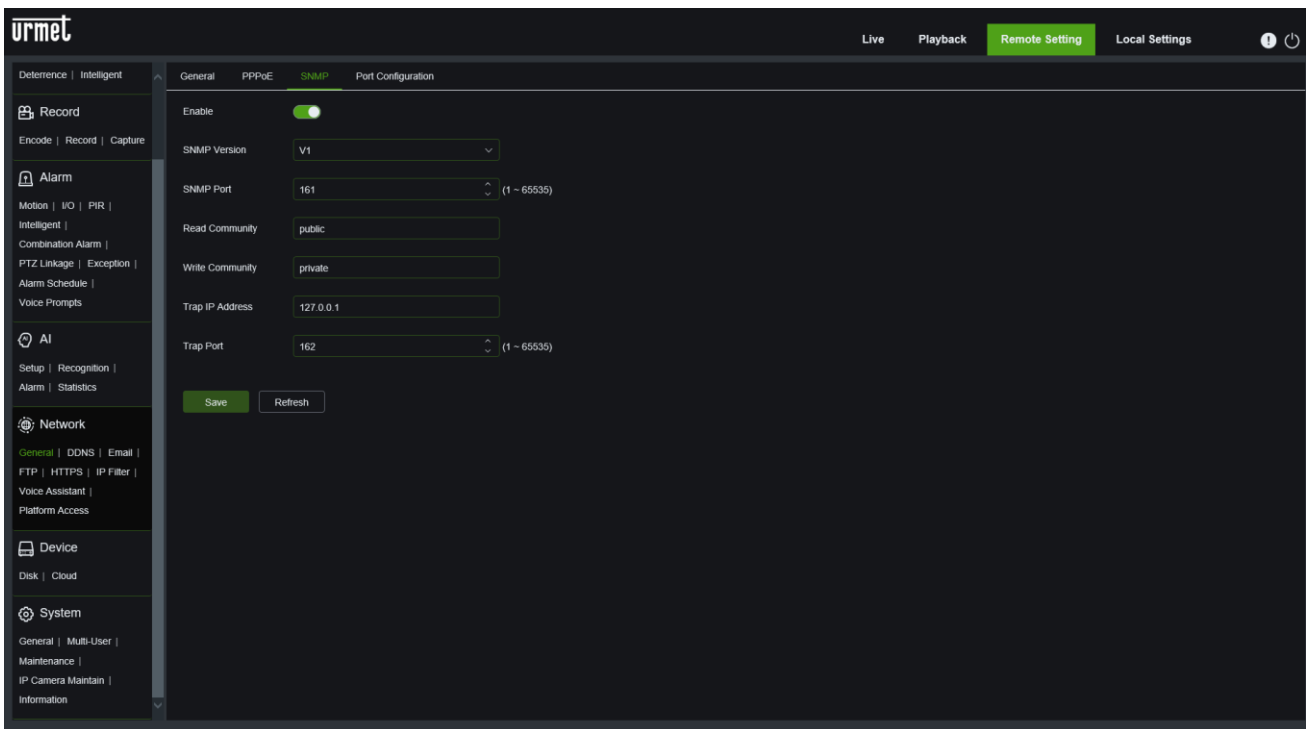 urmet
Live Playback Remote Setting Local Settings
Deterrence | Intelligent
Record
Encode | Record | Capture
Alarm
Motion | I/O | PIR |
Intelligent |
Combination Alarm |
PTZ Linkage | Exception |
Alarm Schedule |
Voice Prompts
AI
Setup | Recognition |
Alarm | Statistics
Network
General | DDNS | Email |
FTP | HTTPS | IP Filter |
Voice Assistant |
Platform Access
Device
Disk | Cloud
System
General | Multi-User |
Maintenance |
IP Camera Maintain |
Information
General PPPoE SNMP Port Configuration
Enable
SNMP Version V1
SNMP Port 161 (1 ~ 65535)
Read Community public
Write Community private
Trap IP Address 127.0.0.1
Trap Port 162 (1 ~ 65535)
Save Refresh